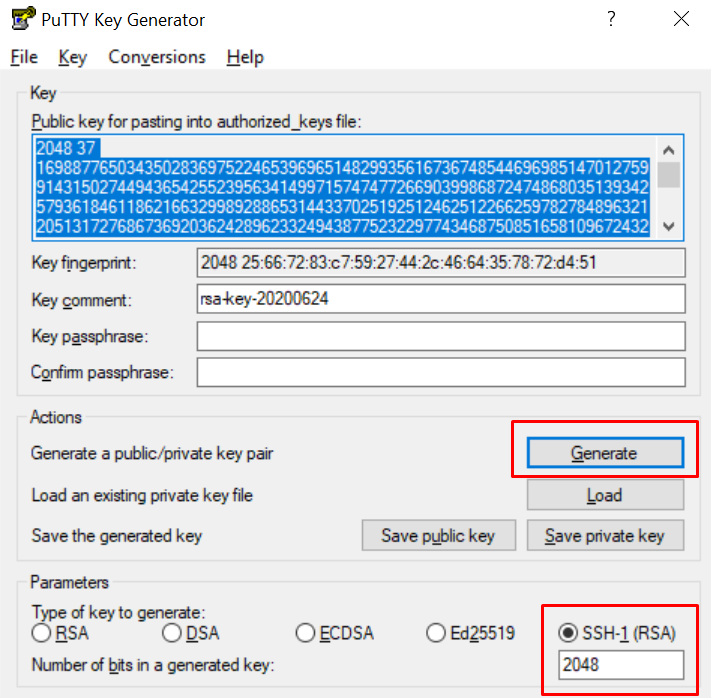 PuTTY Key Generator
File Key Conversions Help
Key
Public key for pasting into authorized_keys file:
2048 37
16988776503435028369752246539696514829935616736748544696985147012759
91431502744943654255239563414997157474772669039986872474868035139342
57936184611862166329989288653144337025192512462512266259782784896321
20513172768673692036242896233249438775232297743468750851658109672432
Key fingerprint: 2048 25:66:72:83:c7:59:27:44:2c:46:64:35:78:72:d4:51
Key comment: rsa-key-20200624
Key passphrase:
Confirm passphrase:
Actions
Generate a public/private key pair Generate
Load an existing private key file Load
Save the generated key Save public key Save private key
Parameters
Type of key to generate:
RSA DSA ECDSA Ed25519 SSH-1 (RSA)
Number of bits in a generated key: 2048